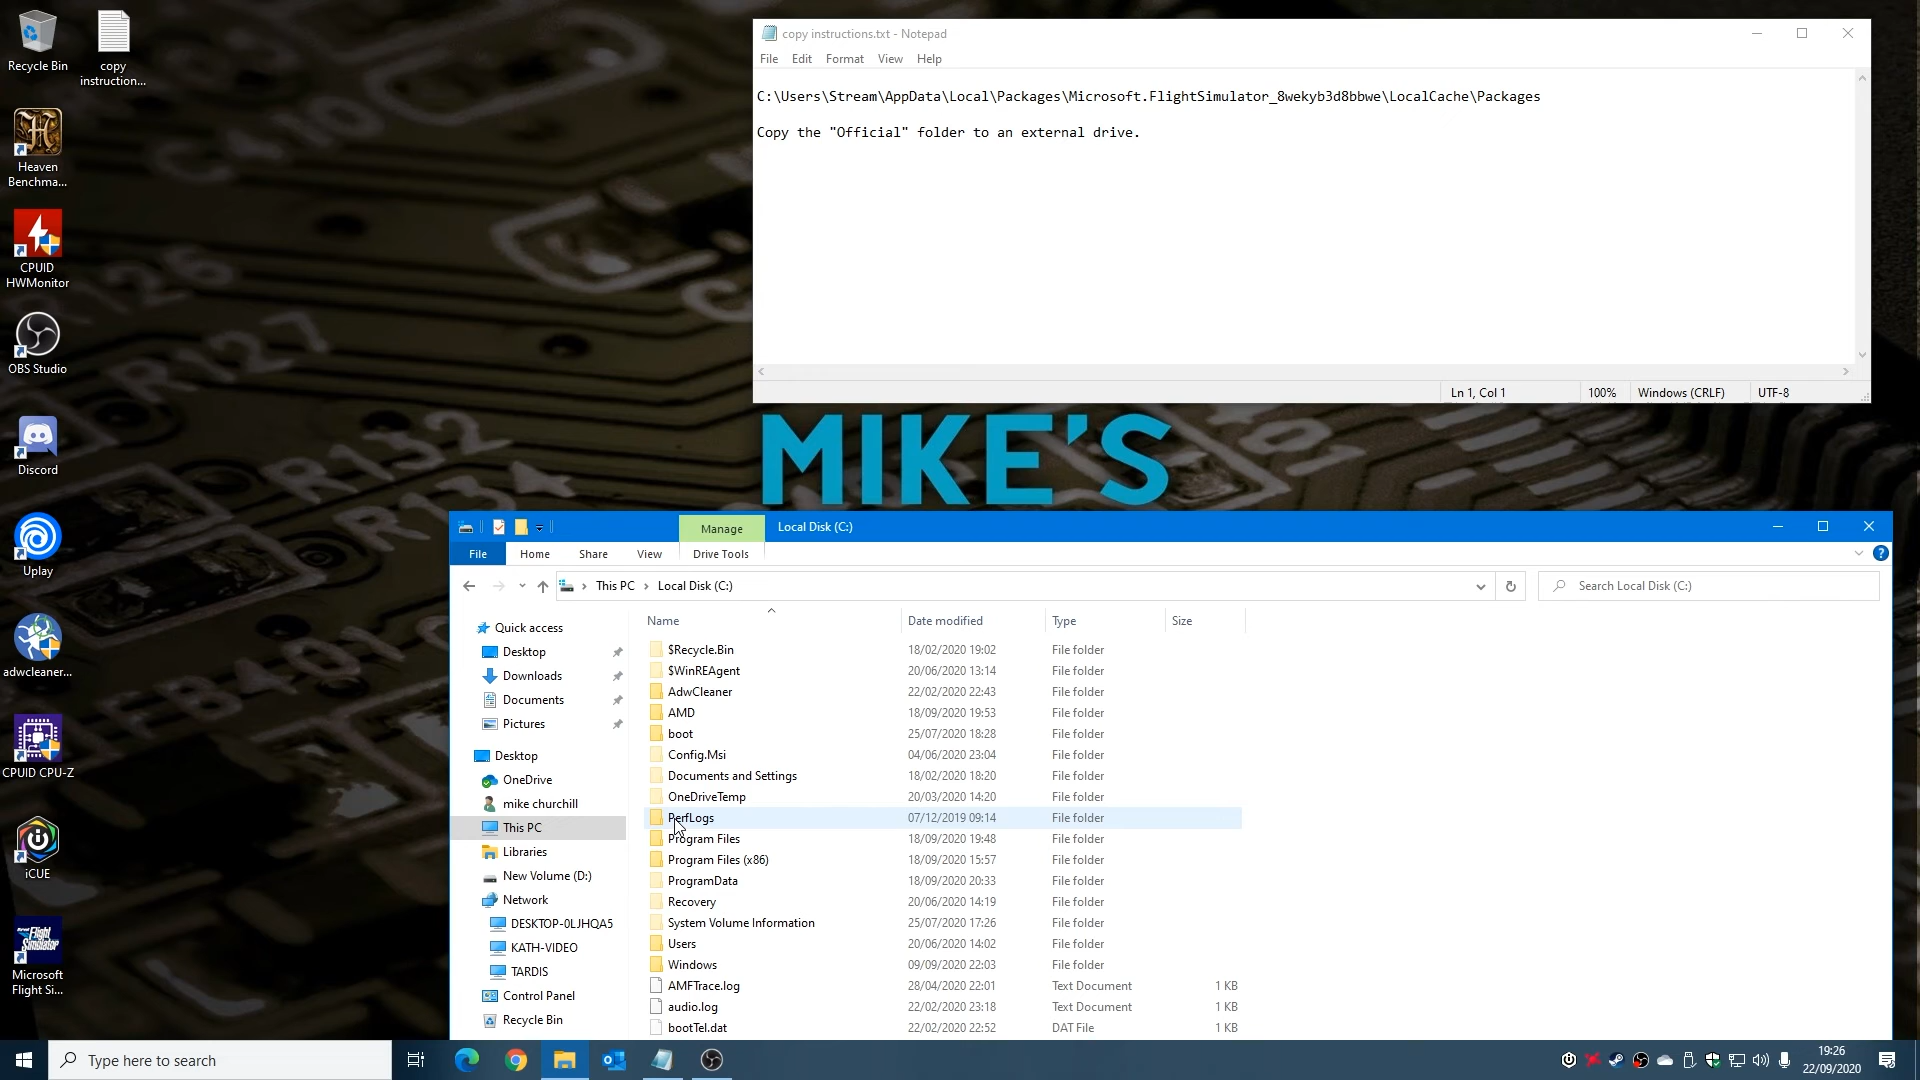 Recycle Bin
copy
instruction...
Heaven
Benchma...
CPUID
HWMonitor
OBS Studio
Discord
Uplay
adwcleaner...
CPUID CPU-Z
iCUE
Flight
Simulator
Microsoft
Flight Si...
C4010
R127
R132
R434
FB491
copy instructions.txt - Notepad
File Edit Format View Help
C:\Users\Stream\AppData\Local\Packages\Microsoft.FlightSimulator_8wekyb3d8bbwe\LocalCache\Packages
Copy the "Official" folder to an external drive.
Ln 1, Col 1 100% Windows (CRLF) UTF-8
MIKE'S
Manage Local Disk (C:)
File Home Share View Drive Tools
This PC Local Disk (C:) Search Local Disk (C:)
Quick access
Desktop
Downloads
Documents
Pictures
Desktop
OneDrive
mike churchill
This PC
Libraries
New Volume (D:)
Network
DESKTOP-0LJHQA5
KATH-VIDEO
TARDIS
Control Panel
Recycle Bin
Name Date modified Type Size
$Recycle.Bin 18/02/2020 19:02 File folder
$WinREAgent 20/06/2020 13:14 File folder
AdwCleaner 22/02/2020 22:43 File folder
AMD 18/09/2020 19:53 File folder
boot 25/07/2020 18:28 File folder
Config.Msi 04/06/2020 23:04 File folder
Documents and Settings 18/02/2020 18:20 File folder
OneDriveTemp 20/03/2020 14:20 File folder
PerfLogs 07/12/2019 09:14 File folder
Program Files 18/09/2020 19:48 File folder
Program Files (x86) 18/09/2020 15:57 File folder
ProgramData 18/09/2020 20:33 File folder
Recovery 20/06/2020 14:19 File folder
System Volume Information 25/07/2020 17:26 File folder
Users 20/06/2020 14:02 File folder
Windows 09/09/2020 22:03 File folder
AMFTrace.log 28/04/2020 22:01 Text Document 1 KB
audio.log 22/02/2020 23:18 Text Document 1 KB
bootTel.dat 22/02/2020 22:52 DAT File 1 KB
Type here to search
19:26
22/09/2020